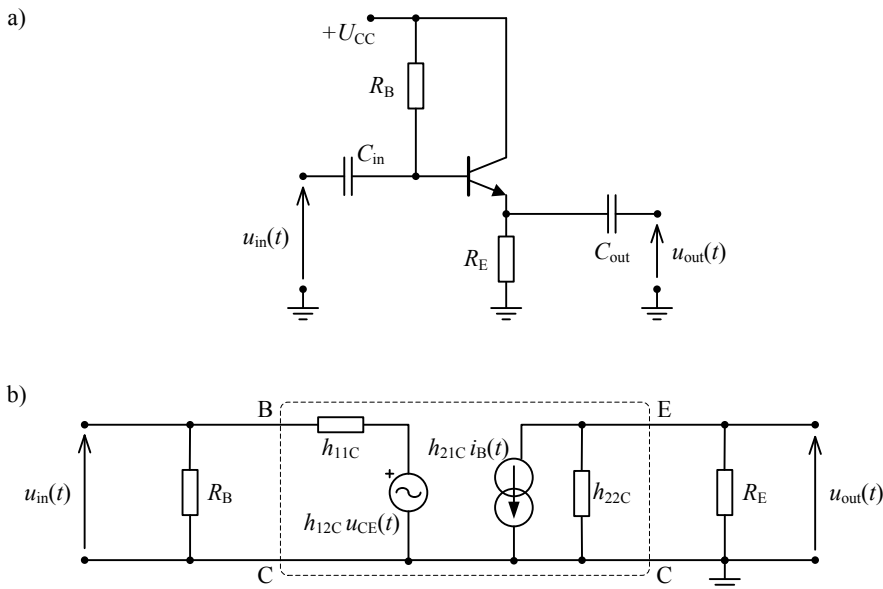 a)
+U_CC
R_B
C_in
u_in(t)
R_E
C_out
u_out(t)
b)
B
E
h_11C
h_21C i_B(t)
u_in(t)
R_B
+
h_12C u_CE(t)
h_22C
R_E
u_out(t)
C
C